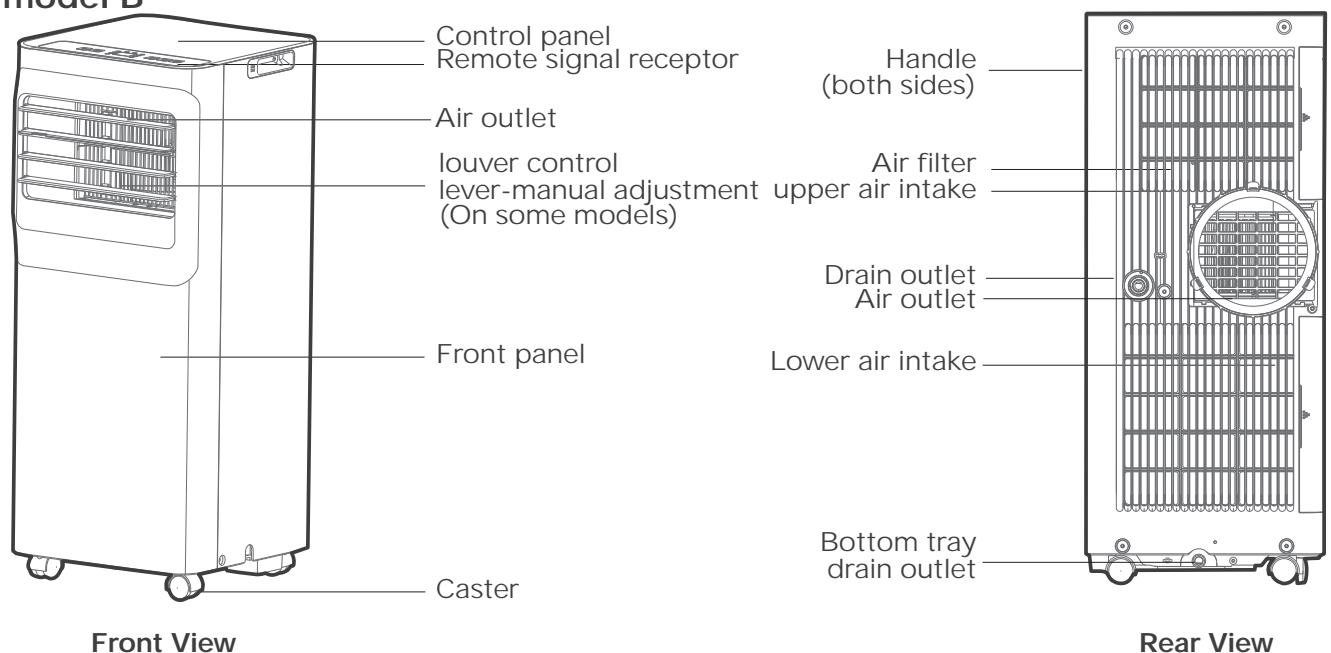 model B
Control panel
Remote signal receptor
Air outlet
louver control
lever-manual adjustment
(On some models)
Front panel
Caster
Front View
Handle
(both sides)
Air filter
upper air intake
Drain outlet
Air outlet
Lower air intake
Bottom tray
drain outlet
Rear View